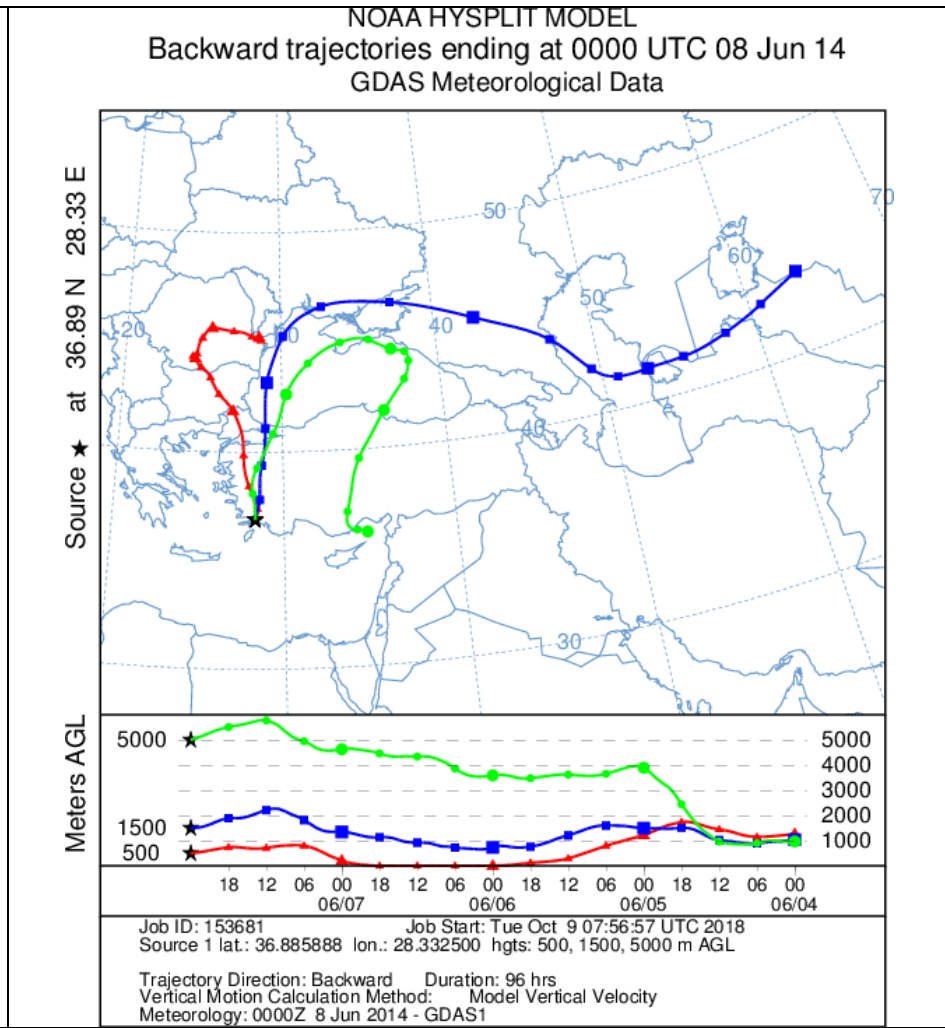 NOAA HYSPLIT MODEL
Backward trajectories ending at 0000 UTC 08 Jun 14
GDAS Meteorological Data
Source ★ at 36.89 N 28.33 E
70
50
60
50
20
30
40
40
30
Meters AGL
5000
1500
500
5000
4000
3000
2000
1000
18 12 06 00 18 12 06 00 18 12 06 00 18 12 06 00
06/07 06/06 06/05 06/04
Job ID: 153681 Job Start: Tue Oct 9 07:56:57 UTC 2018
Source 1 lat.: 36.885888 lon.: 28.332500 hgts: 500, 1500, 5000 m AGL
Trajectory Direction: Backward Duration: 96 hrs
Vertical Motion Calculation Method: Model Vertical Velocity
Meteorology: 0000Z 8 Jun 2014 - GDAS1